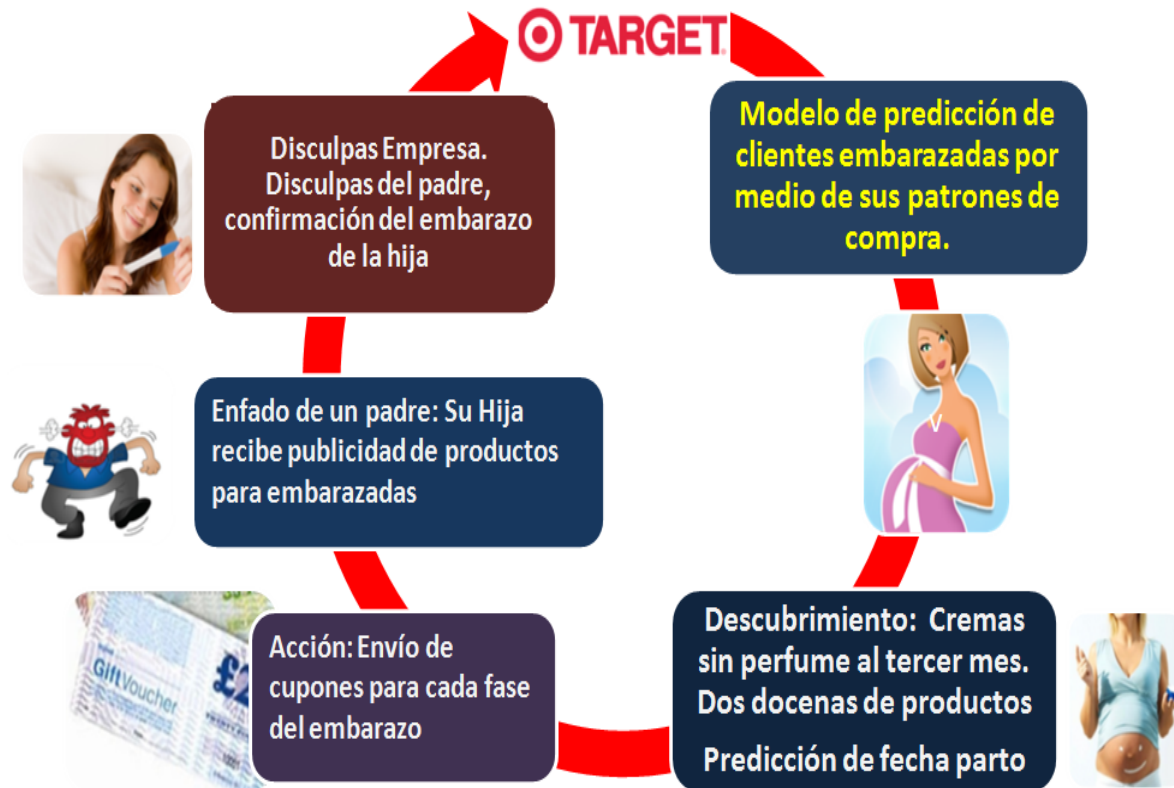 TARGET
Modelo de predicción de
clientes embarazadas por
medio de sus patrones de
compra.
V
Descubrimiento: Cremas
sin perfume al tercer mes.
Dos docenas de productos
Predicción de fecha parto
Acción: Envío de
cupones para cada fase
del embarazo
Gift Voucher
Enfado de un padre: Su Hija
recibe publicidad de productos
para embarazadas
Disculpas Empresa.
Disculpas del padre,
confirmación del embarazo
de la hija